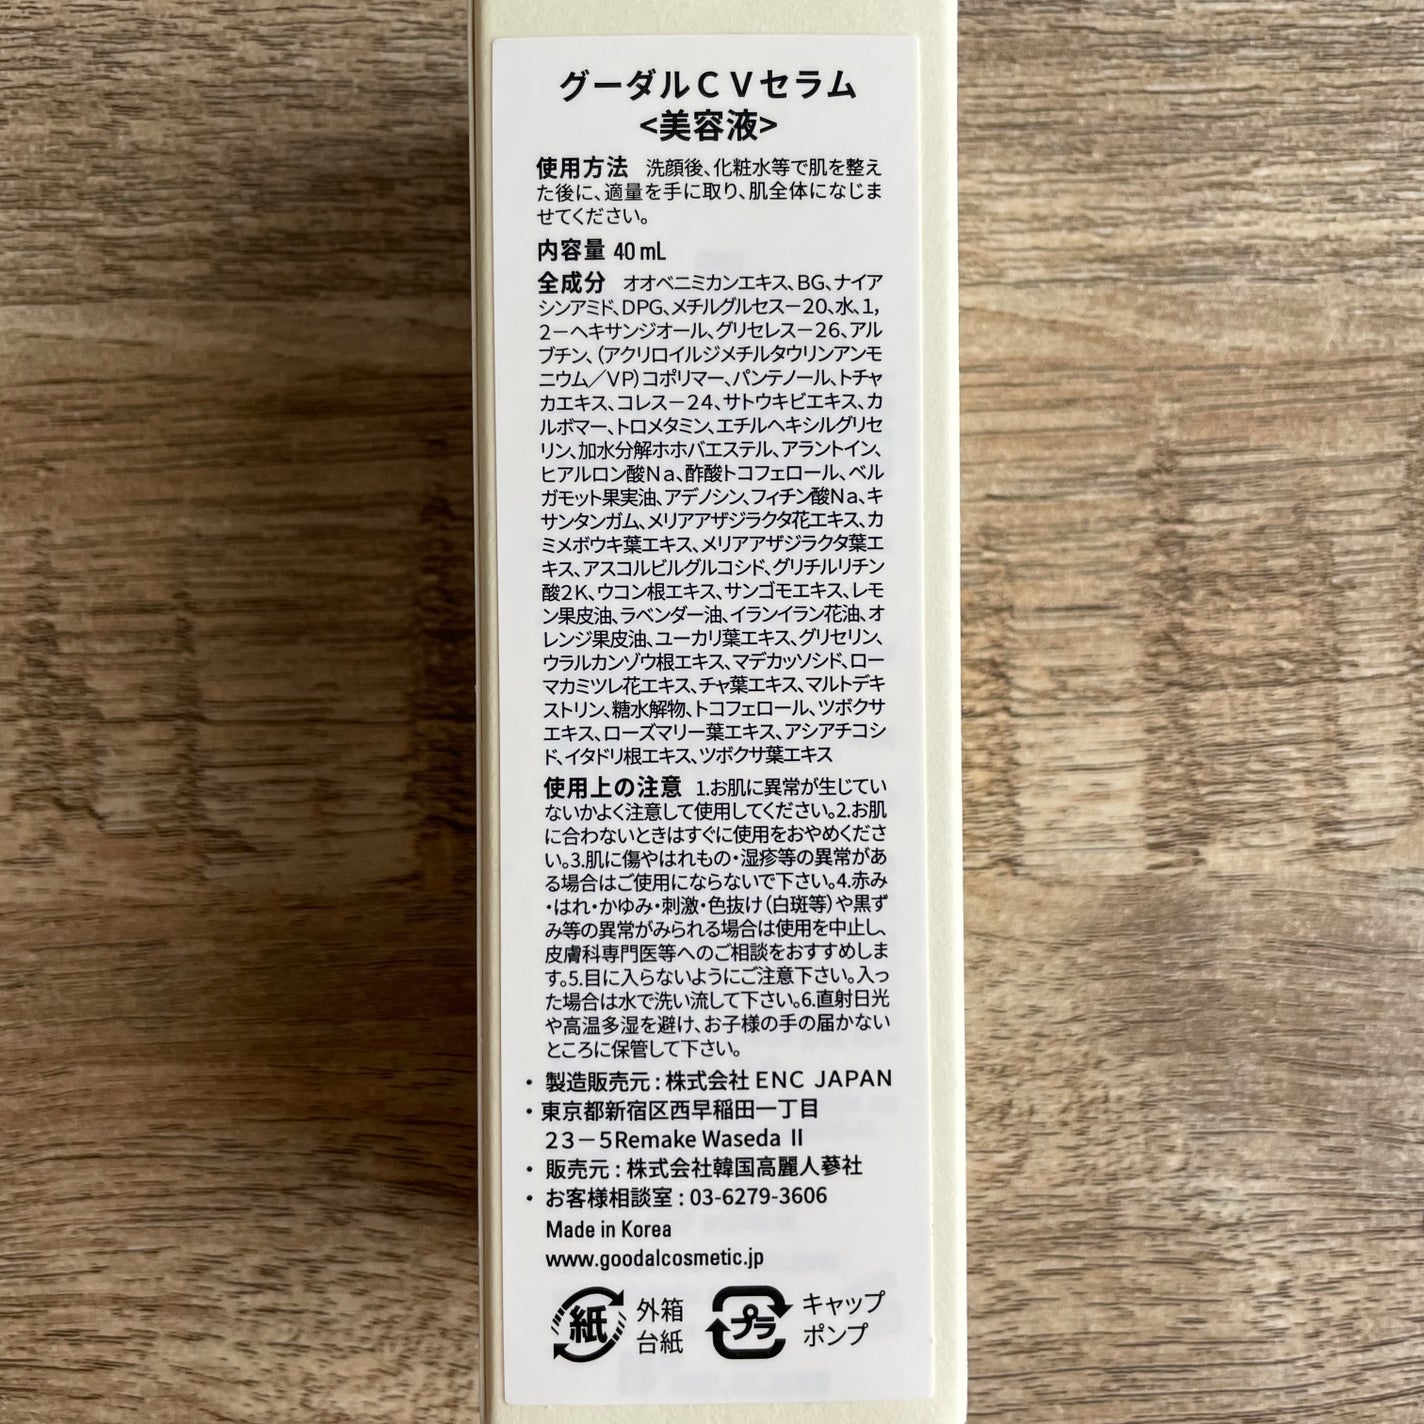 グーダルＣＶセラム
<美容液>
使用方法　洗顔後、化粧水等で肌を整え
た後に、適量を手に取り、肌全体になじま
せてください。
内容量 40 mL
全成分　オオベニミカンエキス、BG、ナイア
シンアミド、DPG、メチルグルセス－20、水、1,
2－ヘキサンジオール、グリセレス－26、アル
ブチン、（アクリロイルジメチルタウリンアンモ
ニウム／VP）コポリマー、パンテノール、トチャ
カエキス、コレス－24、サトウキビエキス、カ
ルボマー、トロメタミン、エチルヘキシルグリセ
リン、加水分解ホホバエステル、アラントイン、
ヒアルロン酸Na、酢酸トコフェロール、ベル
ガモット果実油、アデノシン、フィチン酸Na、キ
サンタンガム、メリアアザジラクタ花エキス、カ
ミメボウキ葉エキス、メリアアザジラクタ葉エ
キス、アスコルビルグルコシド、グリチルリチン
酸2K、ウコン根エキス、サンゴモエキス、レモ
ン果皮油、ラベンダー油、イランイラン花油、オ
レンジ果皮油、ユーカリ葉エキス、グリセリン、
ウラルカンゾウ根エキス、マデカッソシド、ロー
マカミツレ花エキス、チャ葉エキス、マルトデキ
ストリン、糖水解物、トコフェロール、ツボクサ
エキス、ローズマリー葉エキス、アシアチコシ
ド、イタドリ根エキス、ツボクサ葉エキス
使用上の注意　1.お肌に異常が生じてい
ないかよく注意して使用してください。2.お肌
に合わないときはすぐに使用をおやめくださ
い。3.肌に傷やはれもの・湿疹等の異常があ
る場合はご使用にならないで下さい。4.赤み
・はれ・かゆみ・刺激・色抜け（白斑等）や黒ず
み等の異常がみられる場合は使用を中止し、
皮膚科専門医等へのご相談をおすすめしま
す。5.目に入らないようにご注意下さい。入っ
た場合は水で洗い流して下さい。6.直射日光
や高温多湿を避け、お子様の手の届かない
ところに保管して下さい。
・製造販売元：株式会社 ENC JAPAN
・東京都新宿区西早稲田一丁目
23－5Remake Waseda Ⅱ
・販売元：株式会社韓国高麗人蔘社
・お客様相談室：03-6279-3606
Made in Korea
www.goodalcosmetic.jp
紙 外箱 プラ キャップ
台紙 ポンプ